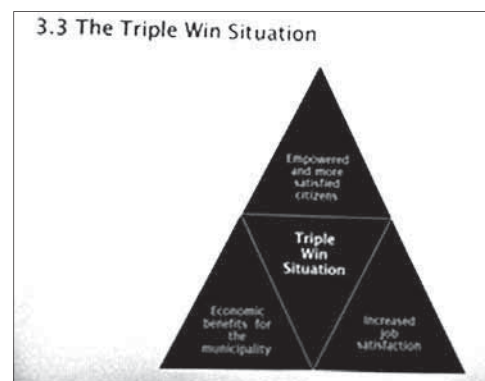 3.3 The Triple Win Situation
Empowered
and more
satisfied
citizens
Triple
Win
Situation
Economic
benefits for
the
municipality
Increased
job
satisfaction